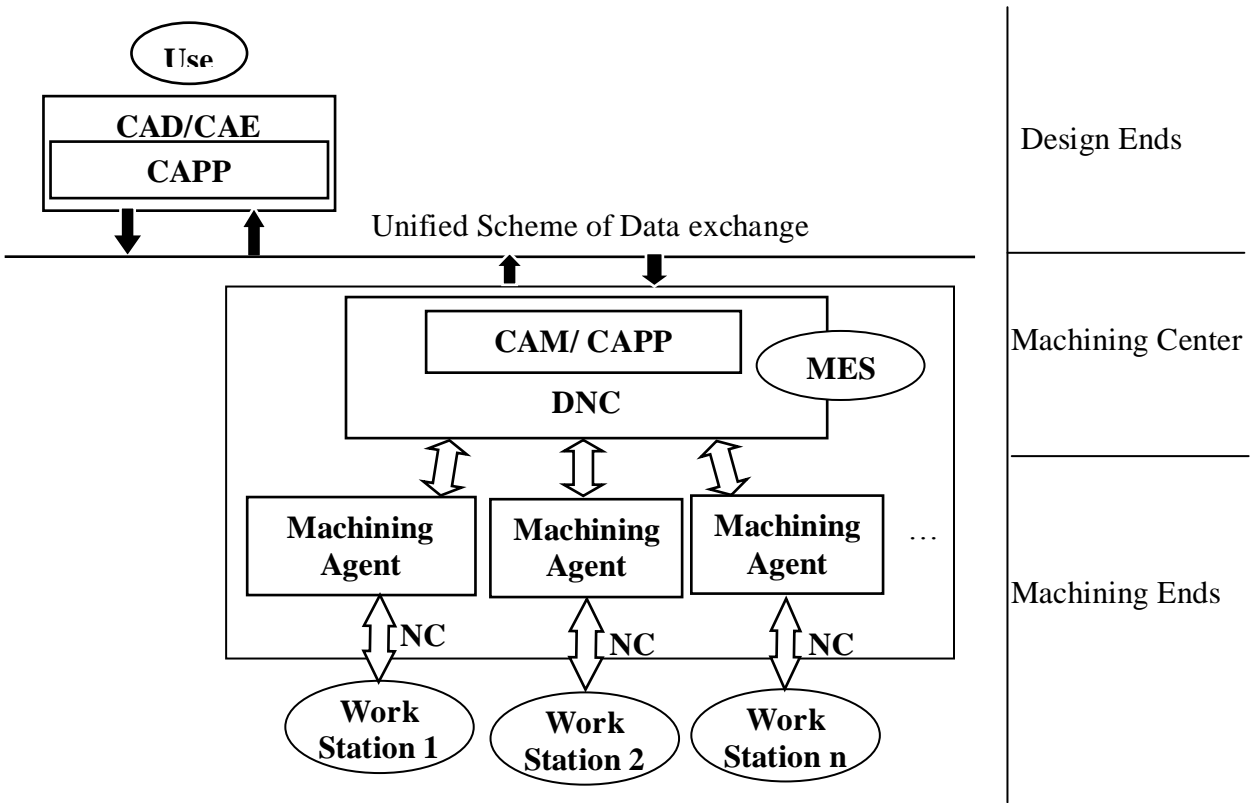 Use
CAD/CAE
CAPP
Design Ends
Unified Scheme of Data exchange
CAM/ CAPP
MES
DNC
Machining Center
Machining
Agent
Machining
Agent
Machining
Agent
…
Machining Ends
NC
NC
NC
Work
Station 1
Work
Station 2
Work
Station n